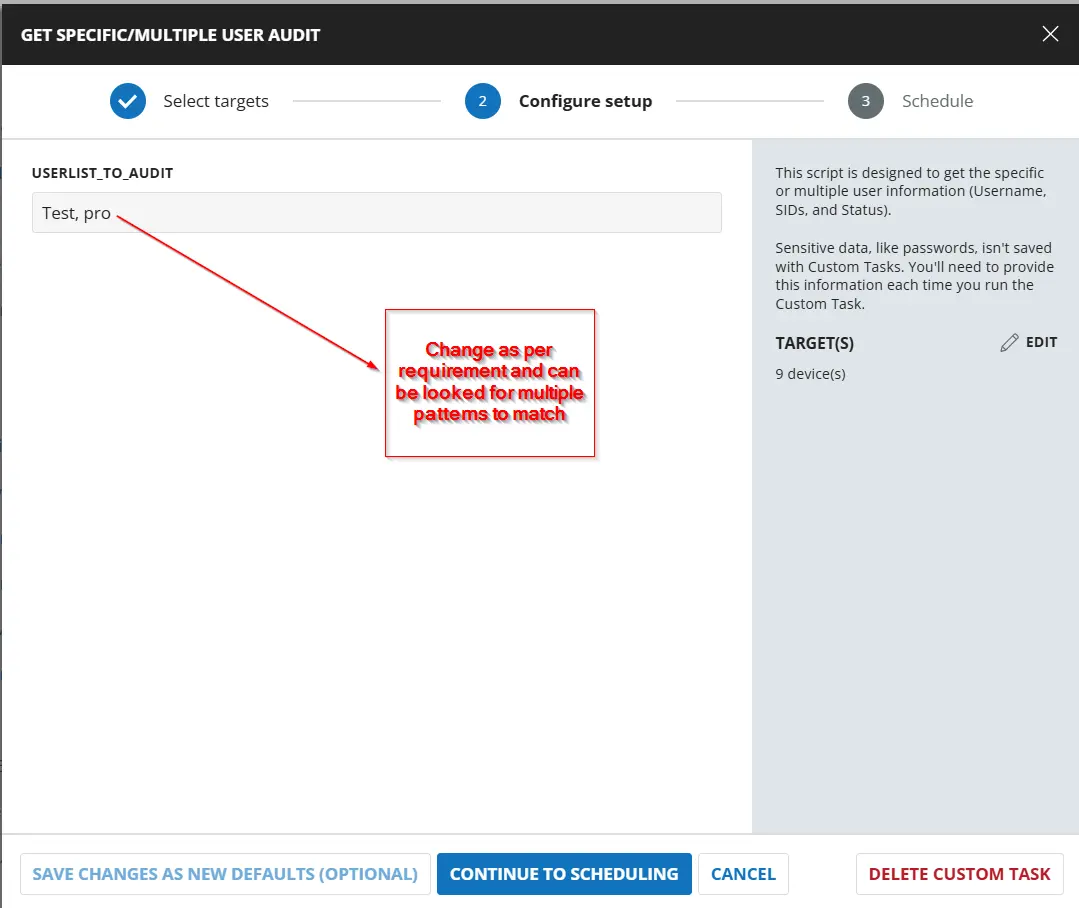 GET SPECIFIC/MULTIPLE USER AUDIT
Select targets
2
Configure setup
3
Schedule
USERLIST_TO_AUDIT
Test, pro
Change as per
requirement and can
be looked for multiple
patterns to match
This script is designed to get the specific
or multiple user information (Username,
SIDs, and Status).
Sensitive data, like passwords, isn't saved
with Custom Tasks. You'll need to provide
this information each time you run the
Custom Task.
TARGET(S)
EDIT
9 device(s)
SAVE CHANGES AS NEW DEFAULTS (OPTIONAL)
CONTINUE TO SCHEDULING
CANCEL
DELETE CUSTOM TASK